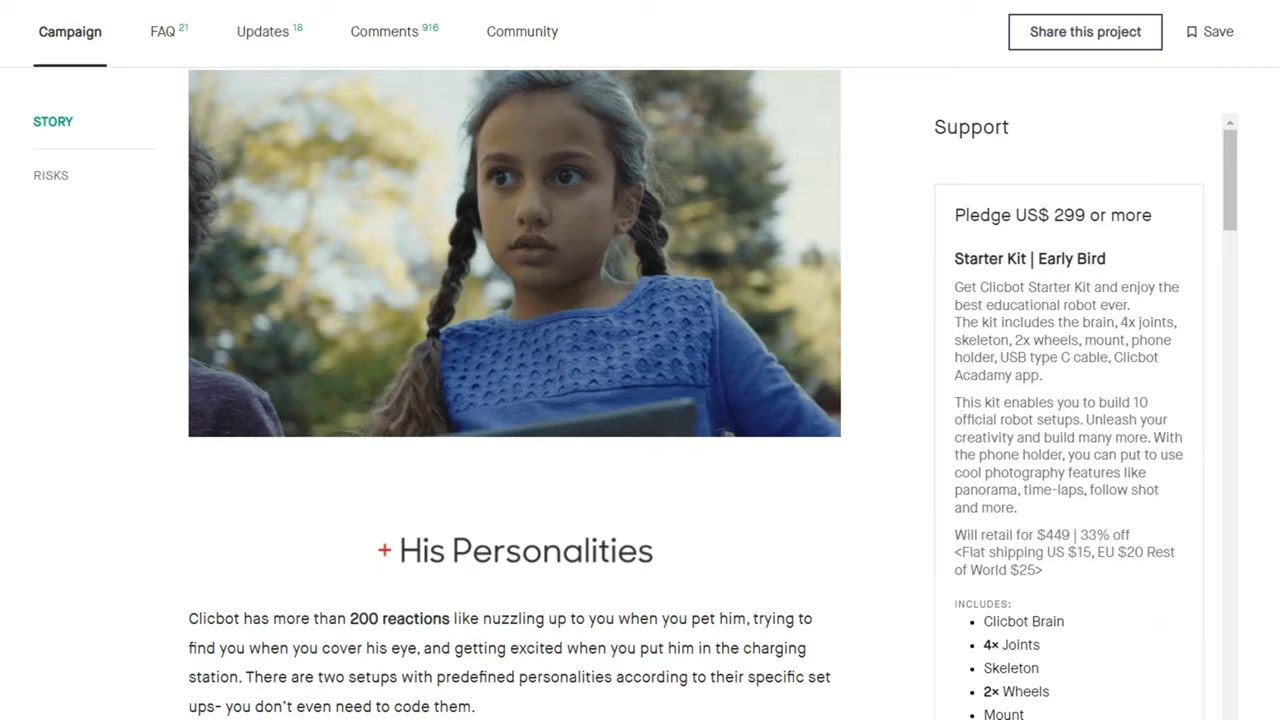 Campaign
FAQ 21
Updates 18
Comments 916
Community
Share this project
Save
STORY
RISKS
+ His Personalities
Clicbot has more than 200 reactions like nuzzling up to you when you pet him, trying to
find you when you cover his eye, and getting excited when you put him in the charging
station. There are two setups with predefined personalities according to their specific set
ups- you don't even need to code them.
Support
Pledge US$ 299 or more
Starter Kit | Early Bird
Get Clicbot Starter Kit and enjoy the
best educational robot ever.
The kit includes the brain, 4x joints,
skeleton, 2x wheels, mount, phone
holder, USB type C cable, Clicbot
Acadamy app.
This kit enables you to build 10
official robot setups. Unleash your
creativity and build many more. With
the phone holder, you can put to use
cool photography features like
panorama, time-laps, follow shot
and more.
Will retail for $449 | 33% off
<Flat shipping US $15, EU $20 Rest
of World $25>
INCLUDES:
• Clicbot Brain
• 4× Joints
• Skeleton
• 2× Wheels
• Mount